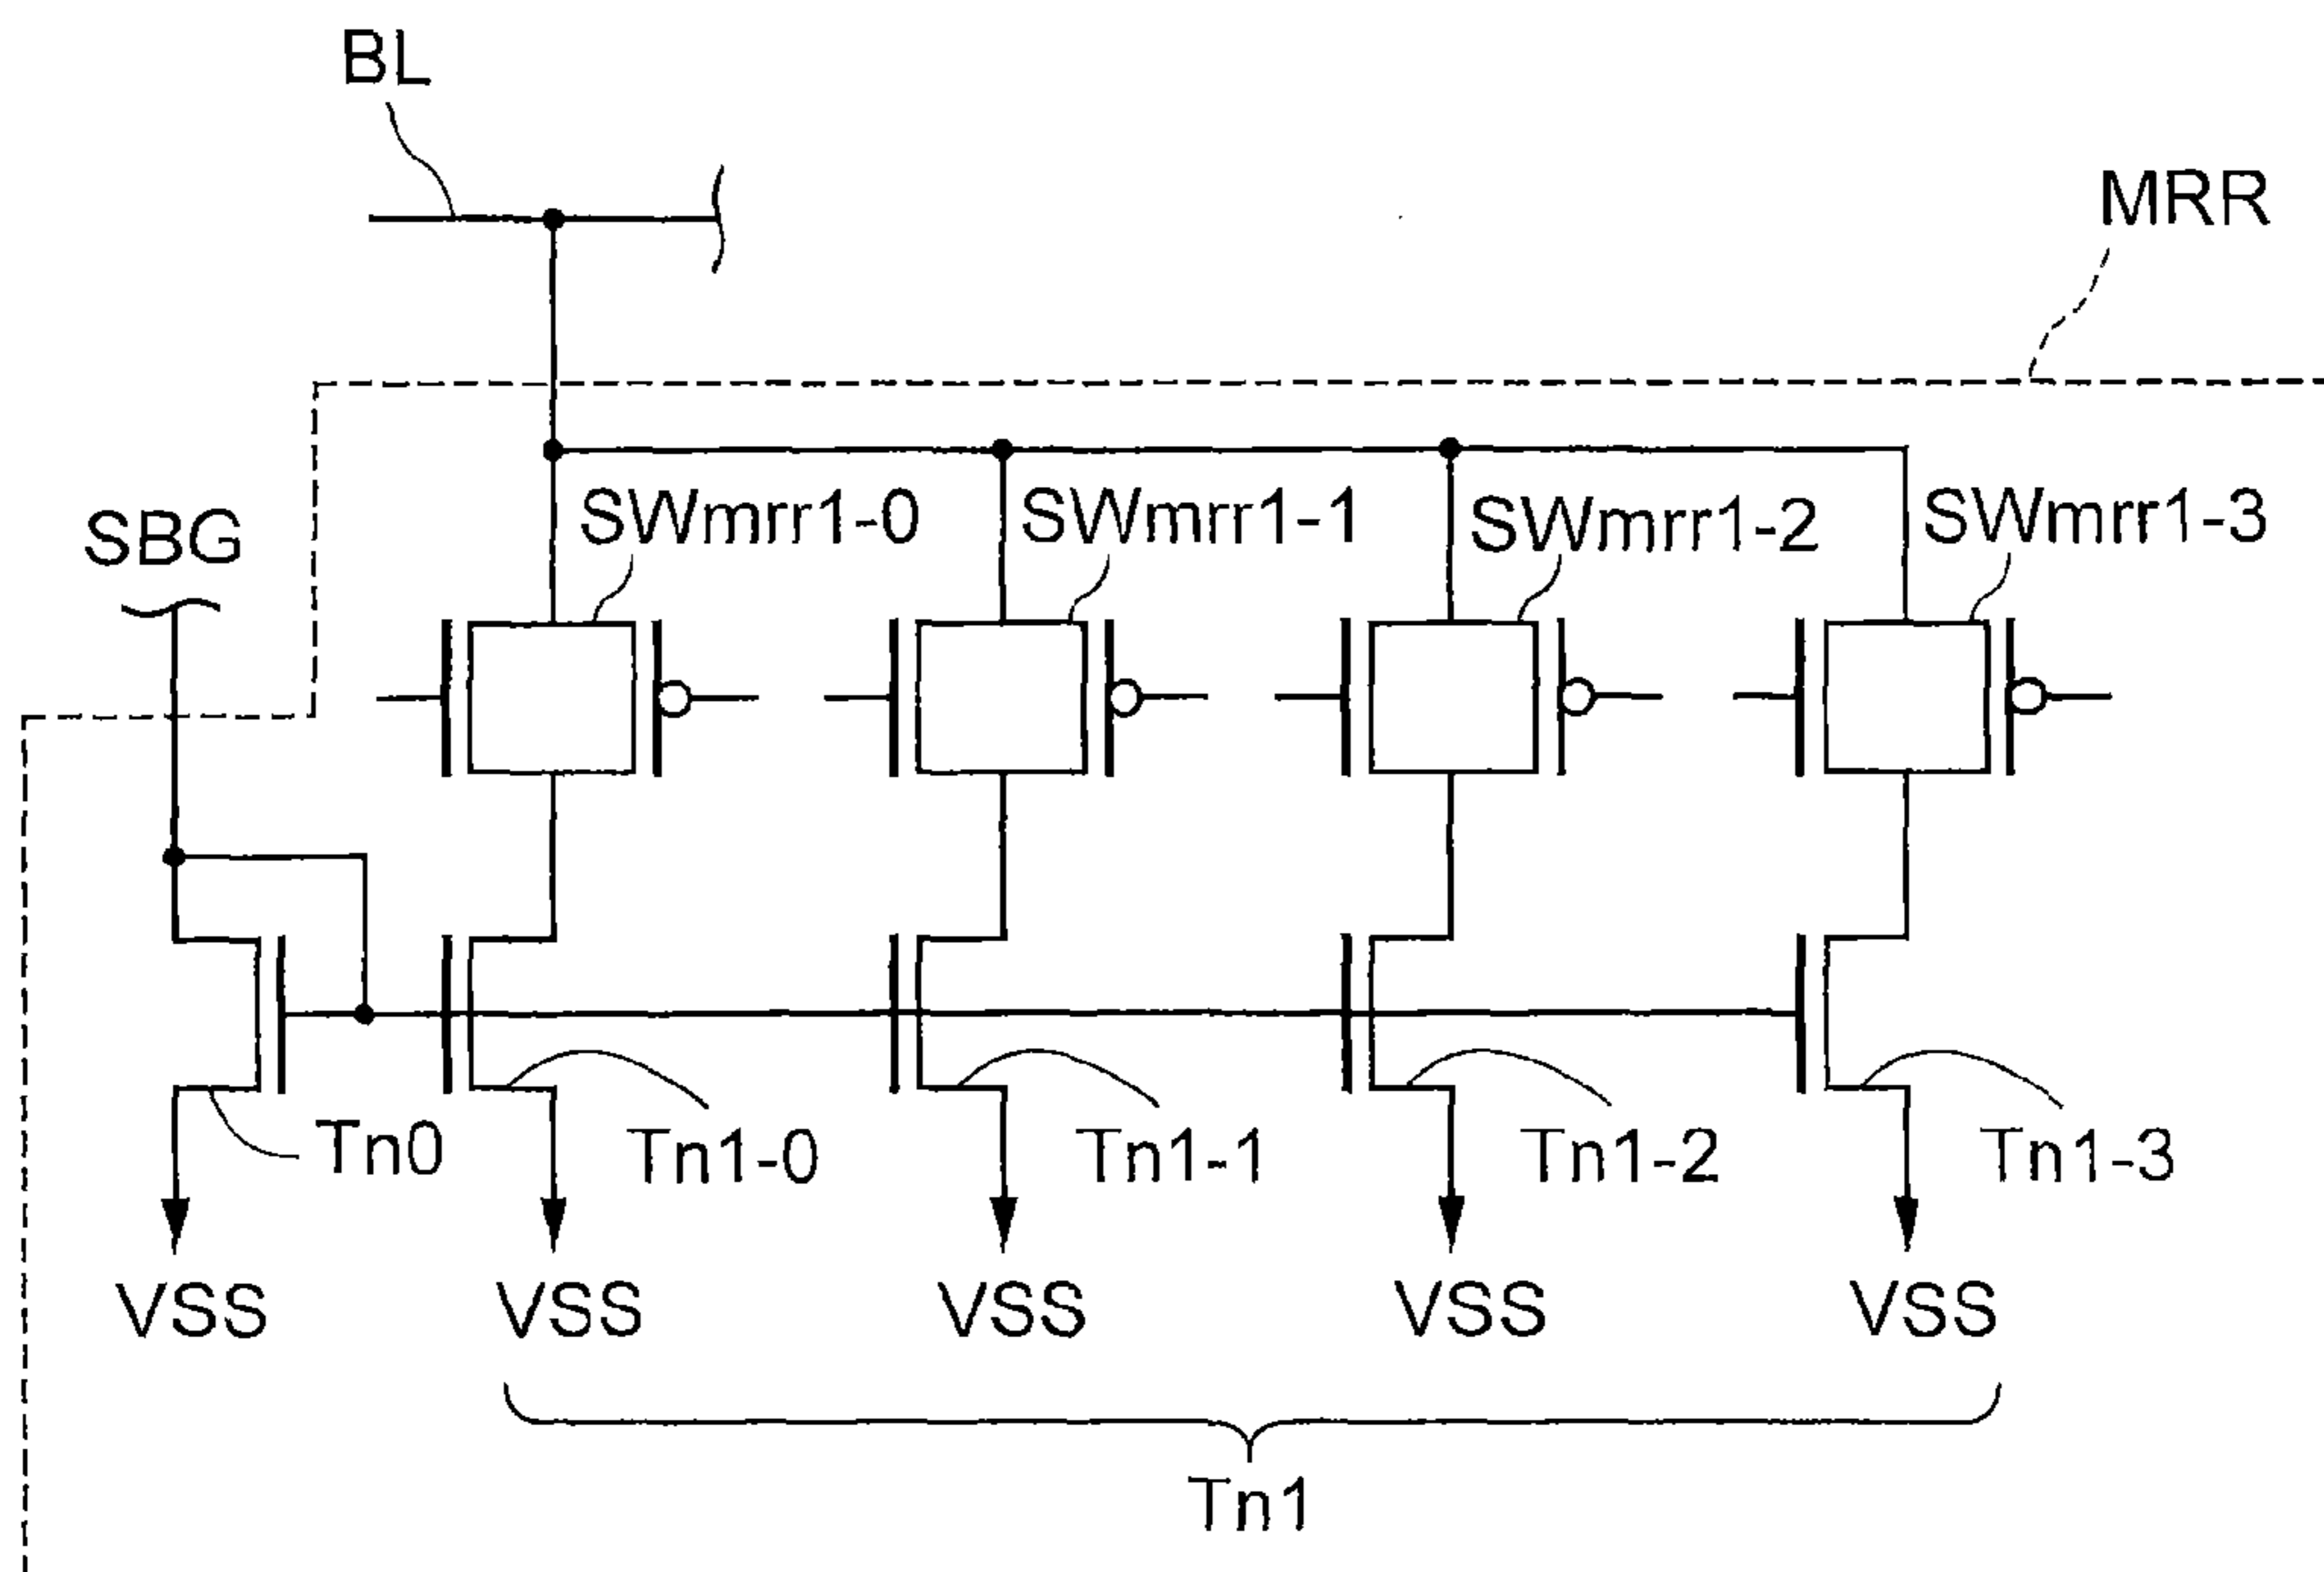 BL
MRR
SBG
SWmrr1-0
SWmrr1-1
SWmrr1-2
SWmrr1-3
Tn0
Tn1-0
Tn1-1
Tn1-2
Tn1-3
VSS
VSS
VSS
VSS
VSS
Tn1